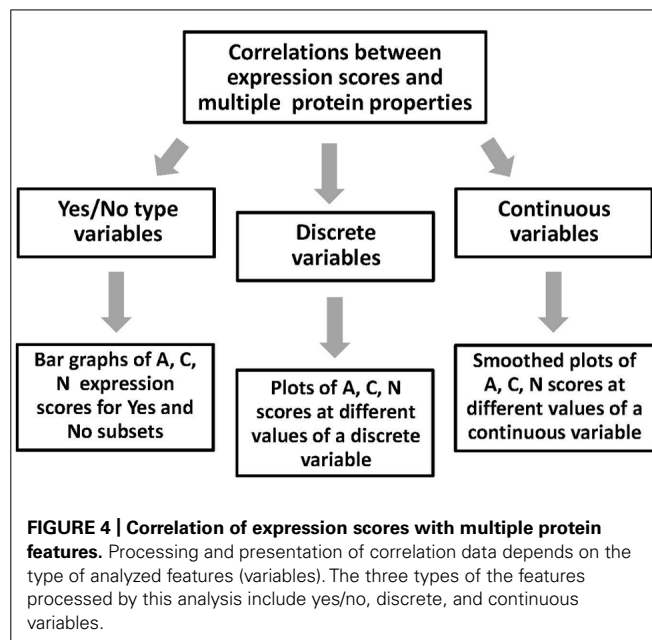 Correlations between
expression scores and
multiple protein properties
Yes/No type
variables
Discrete
variables
Continuous
variables
Bar graphs of A, C,
N expression
scores for Yes and
No subsets
Plots of A, C, N
scores at different
values of a discrete
variable
Smoothed plots of
A, C, N scores at
different values of a
continuous variable
FIGURE 4 | Correlation of expression scores with multiple protein
features. Processing and presentation of correlation data depends on the
type of analyzed features (variables). The three types of the features
processed by this analysis include yes/no, discrete, and continuous
variables.